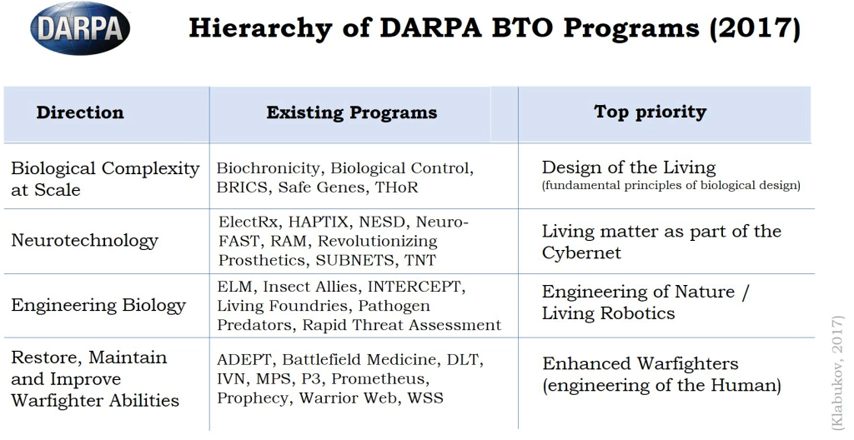 DARPA
Hierarchy of DARPA BTO Programs (2017)
Direction
Existing Programs
Top priority
Biological Complexity
at Scale
Biochronicity, Biological Control,
BRICS, Safe Genes, THoR
Design of the Living
(fundamental principles of biological design)
Neurotechnology
ElectRx, HAPTIX, NESD, Neuro-
FAST, RAM, Revolutionizing
Prosthetics, SUBNETS, TNT
Living matter as part of the
Cybernet
Engineering Biology
ELM, Insect Allies, INTERCEPT,
Living Foundries, Pathogen
Predators, Rapid Threat Assessment
Engineering of Nature /
Living Robotics
Restore, Maintain
and Improve
Warfighter Abilities
ADEPT, Battlefield Medicine, DLT,
IVN, MPS, P3, Prometheus,
Prophecy, Warrior Web, WSS
Enhanced Warfighters
(engineering of the Human)
(Klabukov, 2017)